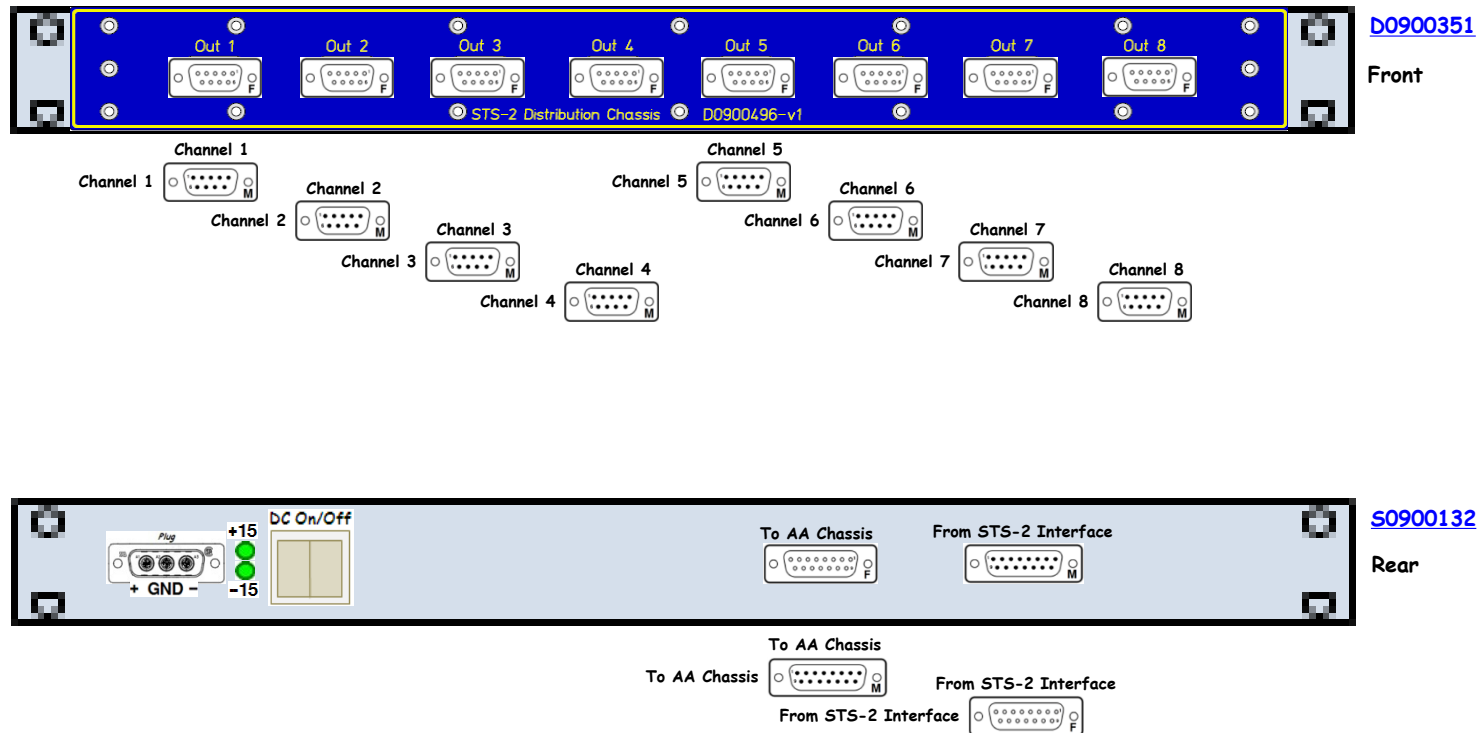 D0900351
Out 1 Out 2 Out 3 Out 4 Out 5 Out 6 Out 7 Out 8
F F F F F F F F
Front
STS-2 Distribution Chassis D0900496-v1
Channel 1 Channel 5
Channel 1 M Channel 5 M
Channel 2 Channel 6
Channel 2 M Channel 6 M
Channel 3 Channel 7
Channel 3 M Channel 7 M
Channel 4 Channel 8
Channel 4 M Channel 8 M
S0900132
DC On/Off
Plug +15
To AA Chassis From STS-2 Interface
F M
Rear
+ GND - -15
To AA Chassis
To AA Chassis M
From STS-2 Interface
From STS-2 Interface F